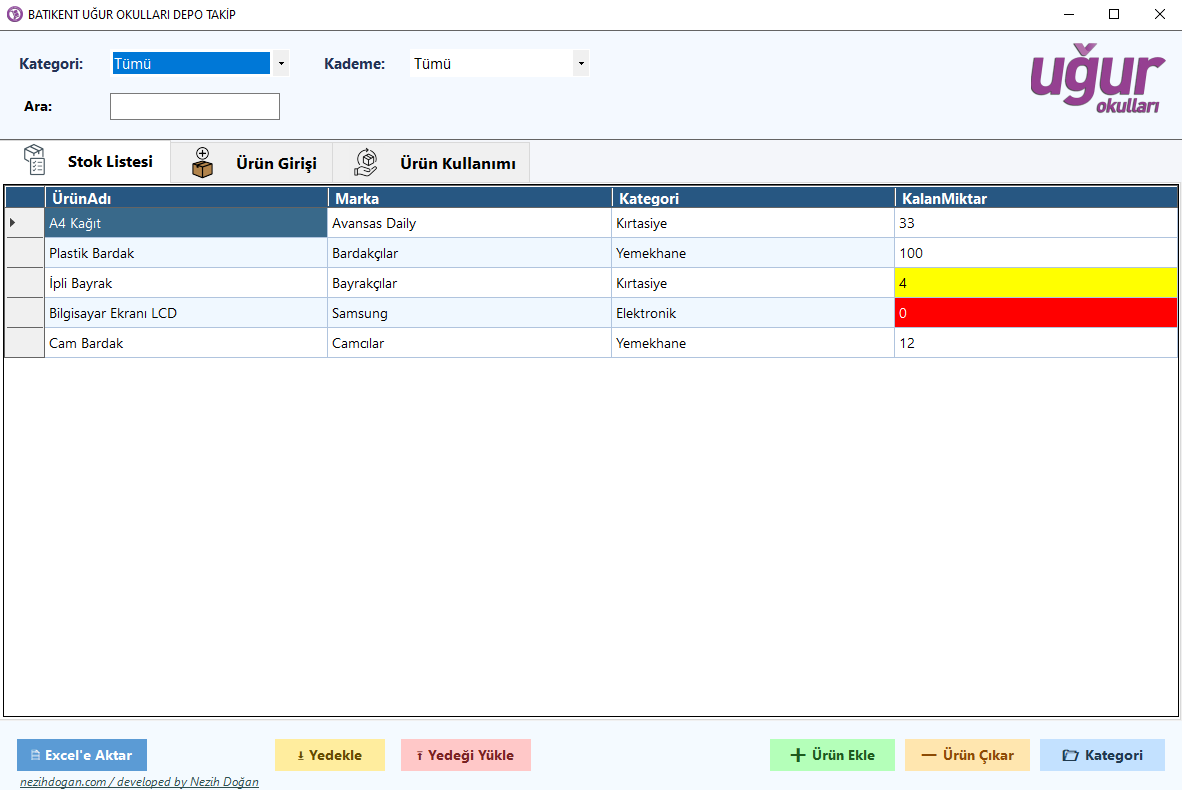 BATIKENT UĞUR OKULLARI DEPO TAKİP
Kategori: Tümü Kademe: Tümü
uğur
okulları
Ara:
Stok Listesi Ürün Girişi Ürün Kullanımı
ÜrünAdı Marka Kategori KalanMiktar
A4 Kağıt Avansas Daily Kırtasiye 33
Plastik Bardak Bardakçılar Yemekhane 100
İpli Bayrak Bayrakçılar Kırtasiye 4
Bilgisayar Ekranı LCD Samsung Elektronik 0
Cam Bardak Camcılar Yemekhane 12
Excel'e Aktar Yedekle Yedeği Yükle Ürün Ekle Ürün Çıkar Kategori
nezihdogan.com / developed by Nezih Doğan